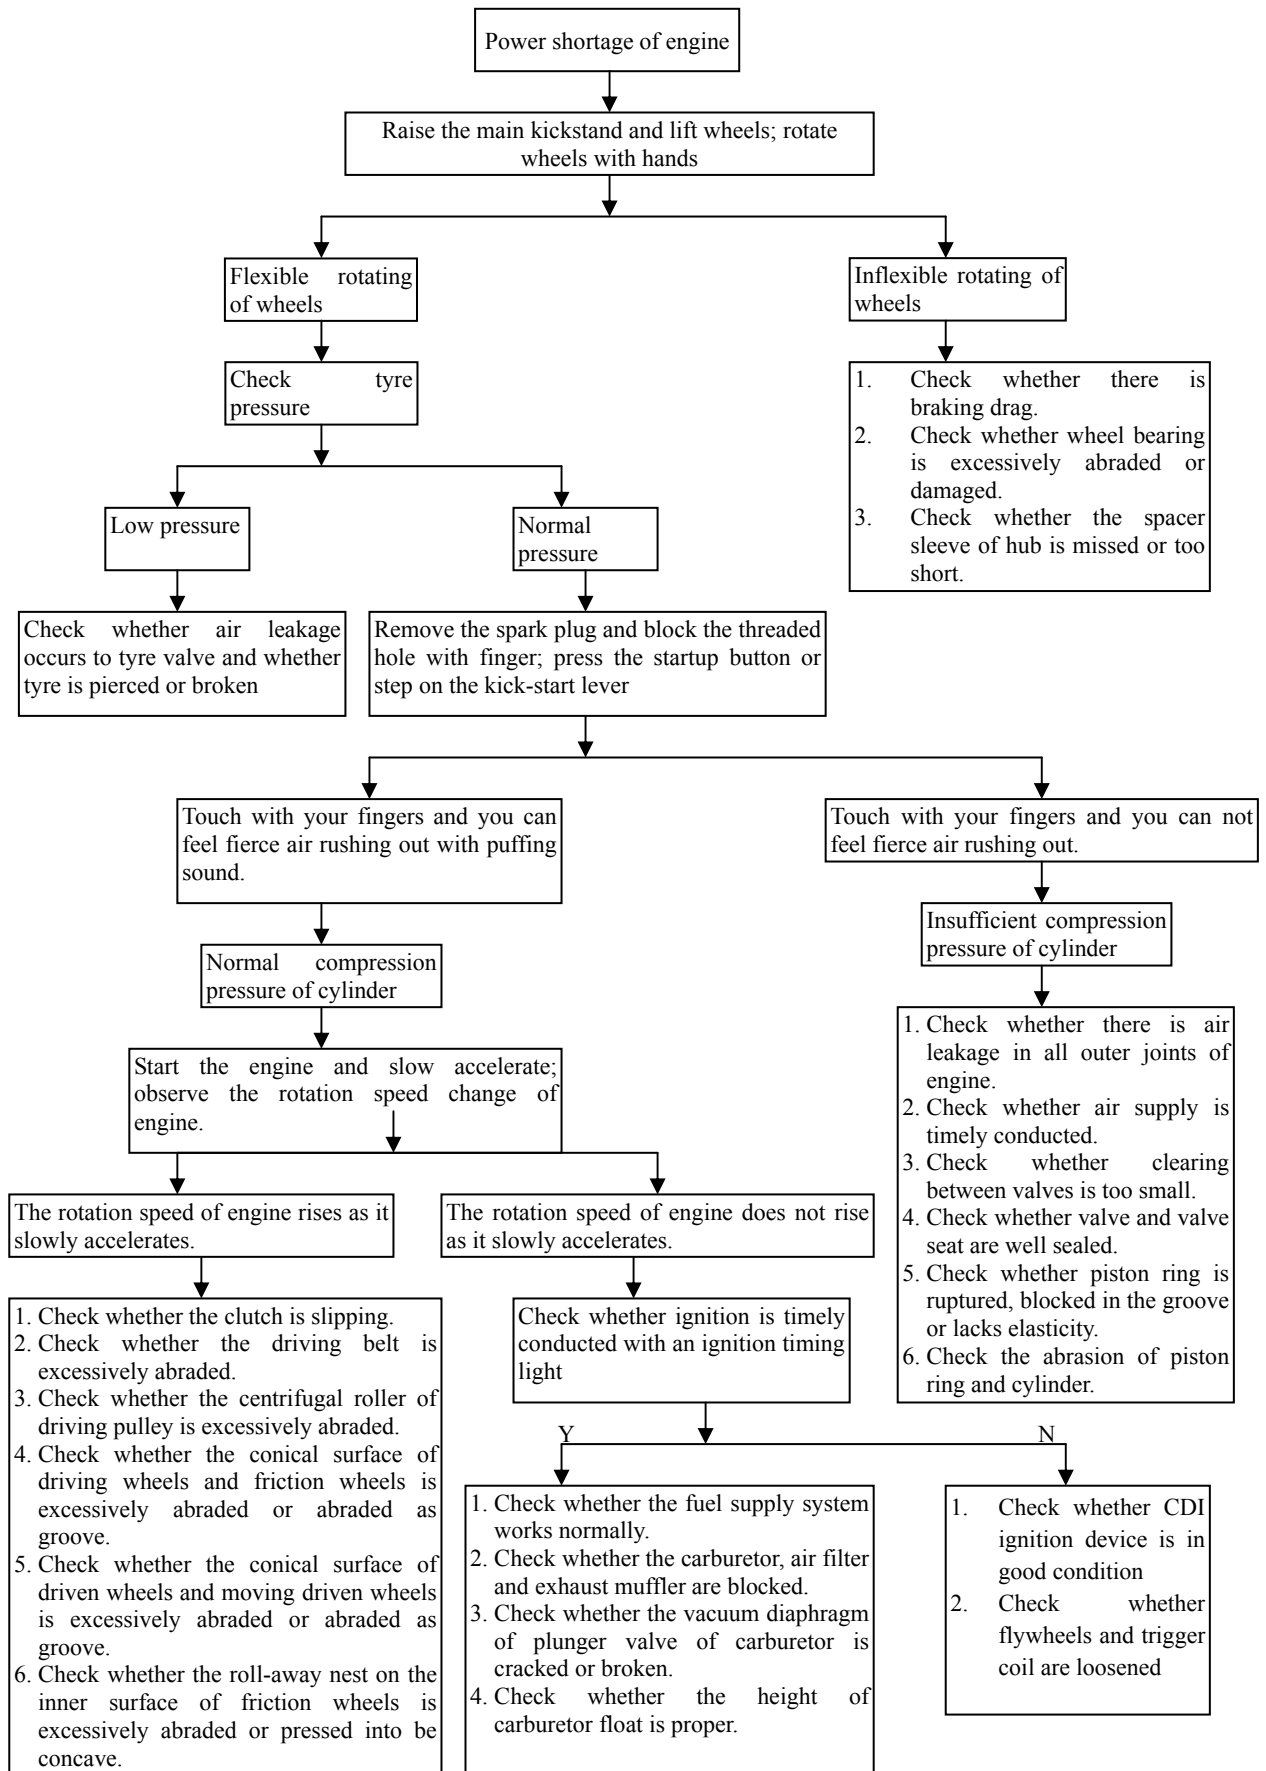 Power shortage of engine
Raise the main kickstand and lift wheels; rotate
wheels with hands
Flexible rotating
of wheels
Inflexible rotating of
wheels
Check tyre
pressure
1. Check whether there is
braking drag.
2. Check whether wheel bearing
is excessively abraded or
damaged.
3. Check whether the spacer
sleeve of hub is missed or too
short.
Low pressure
Normal
pressure
Check whether air leakage
occurs to tyre valve and whether
tyre is pierced or broken
Remove the spark plug and block the threaded
hole with finger; press the startup button or
step on the kick-start lever
Touch with your fingers and you can
feel fierce air rushing out with puffing
sound.
Touch with your fingers and you can not
feel fierce air rushing out.
Normal compression
pressure of cylinder
Insufficient compression
pressure of cylinder
Start the engine and slow accelerate;
observe the rotation speed change of
engine.
1. Check whether there is air
leakage in all outer joints of
engine.
2. Check whether air supply is
timely conducted.
3. Check whether clearing
between valves is too small.
4. Check whether valve and valve
seat are well sealed.
5. Check whether piston ring is
ruptured, blocked in the groove
or lacks elasticity.
6. Check the abrasion of piston
ring and cylinder.
The rotation speed of engine rises as it
slowly accelerates.
The rotation speed of engine does not rise
as it slowly accelerates.
1. Check whether the clutch is slipping.
2. Check whether the driving belt is
excessively abraded.
3. Check whether the centrifugal roller of
driving pulley is excessively abraded.
4. Check whether the conical surface of
driving wheels and friction wheels is
excessively abraded or abraded as
groove.
5. Check whether the conical surface of
driven wheels and moving driven wheels
is excessively abraded or abraded as
groove.
6. Check whether the roll-away nest on the
inner surface of friction wheels is
excessively abraded or pressed into be
concave.
Check whether ignition is timely
conducted with an ignition timing
light
Y
N
1. Check whether the fuel supply system
works normally.
2. Check whether the carburetor, air filter
and exhaust muffler are blocked.
3. Check whether the vacuum diaphragm
of plunger valve of carburetor is
cracked or broken.
4. Check whether the height of
carburetor float is proper.
1. Check whether CDI
ignition device is in
good condition
2. Check whether
flywheels and trigger
coil are loosened